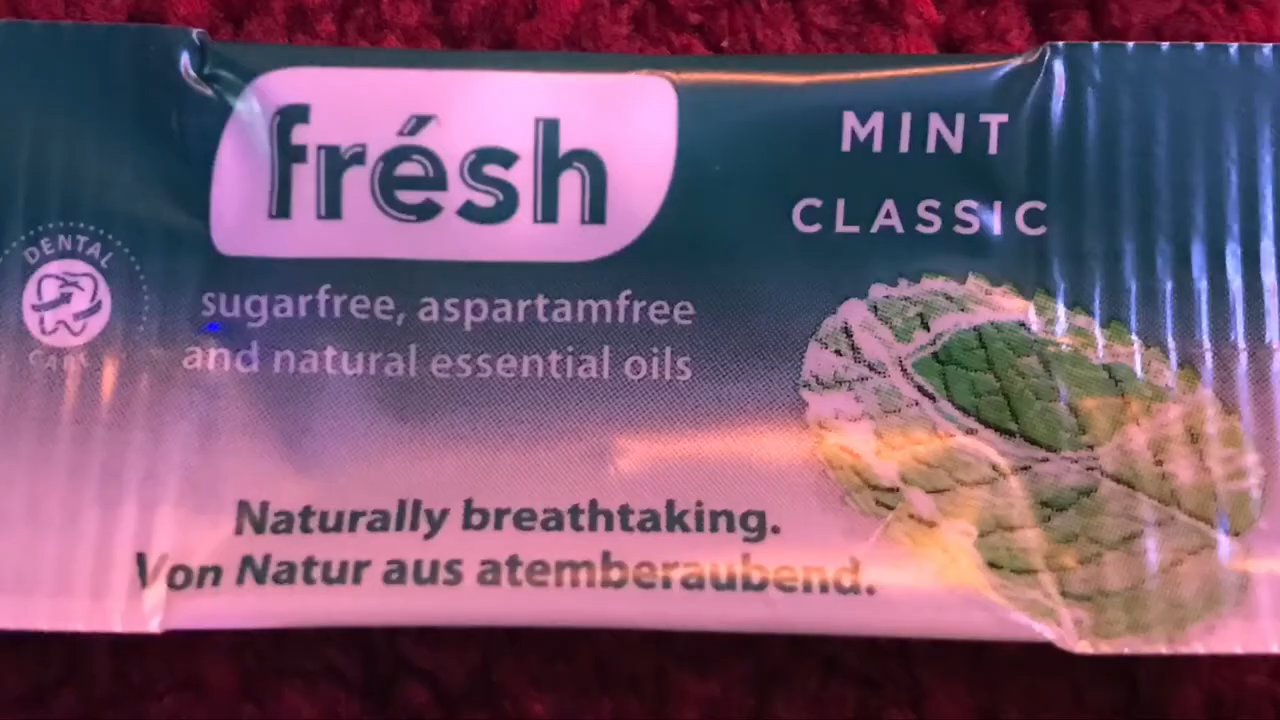 frésh
MINT
CLASSIC
DENTAL
CARE
sugarfree, aspartamfree
and natural essential oils
Naturally breathtaking.
Von Natur aus atemberaubend.